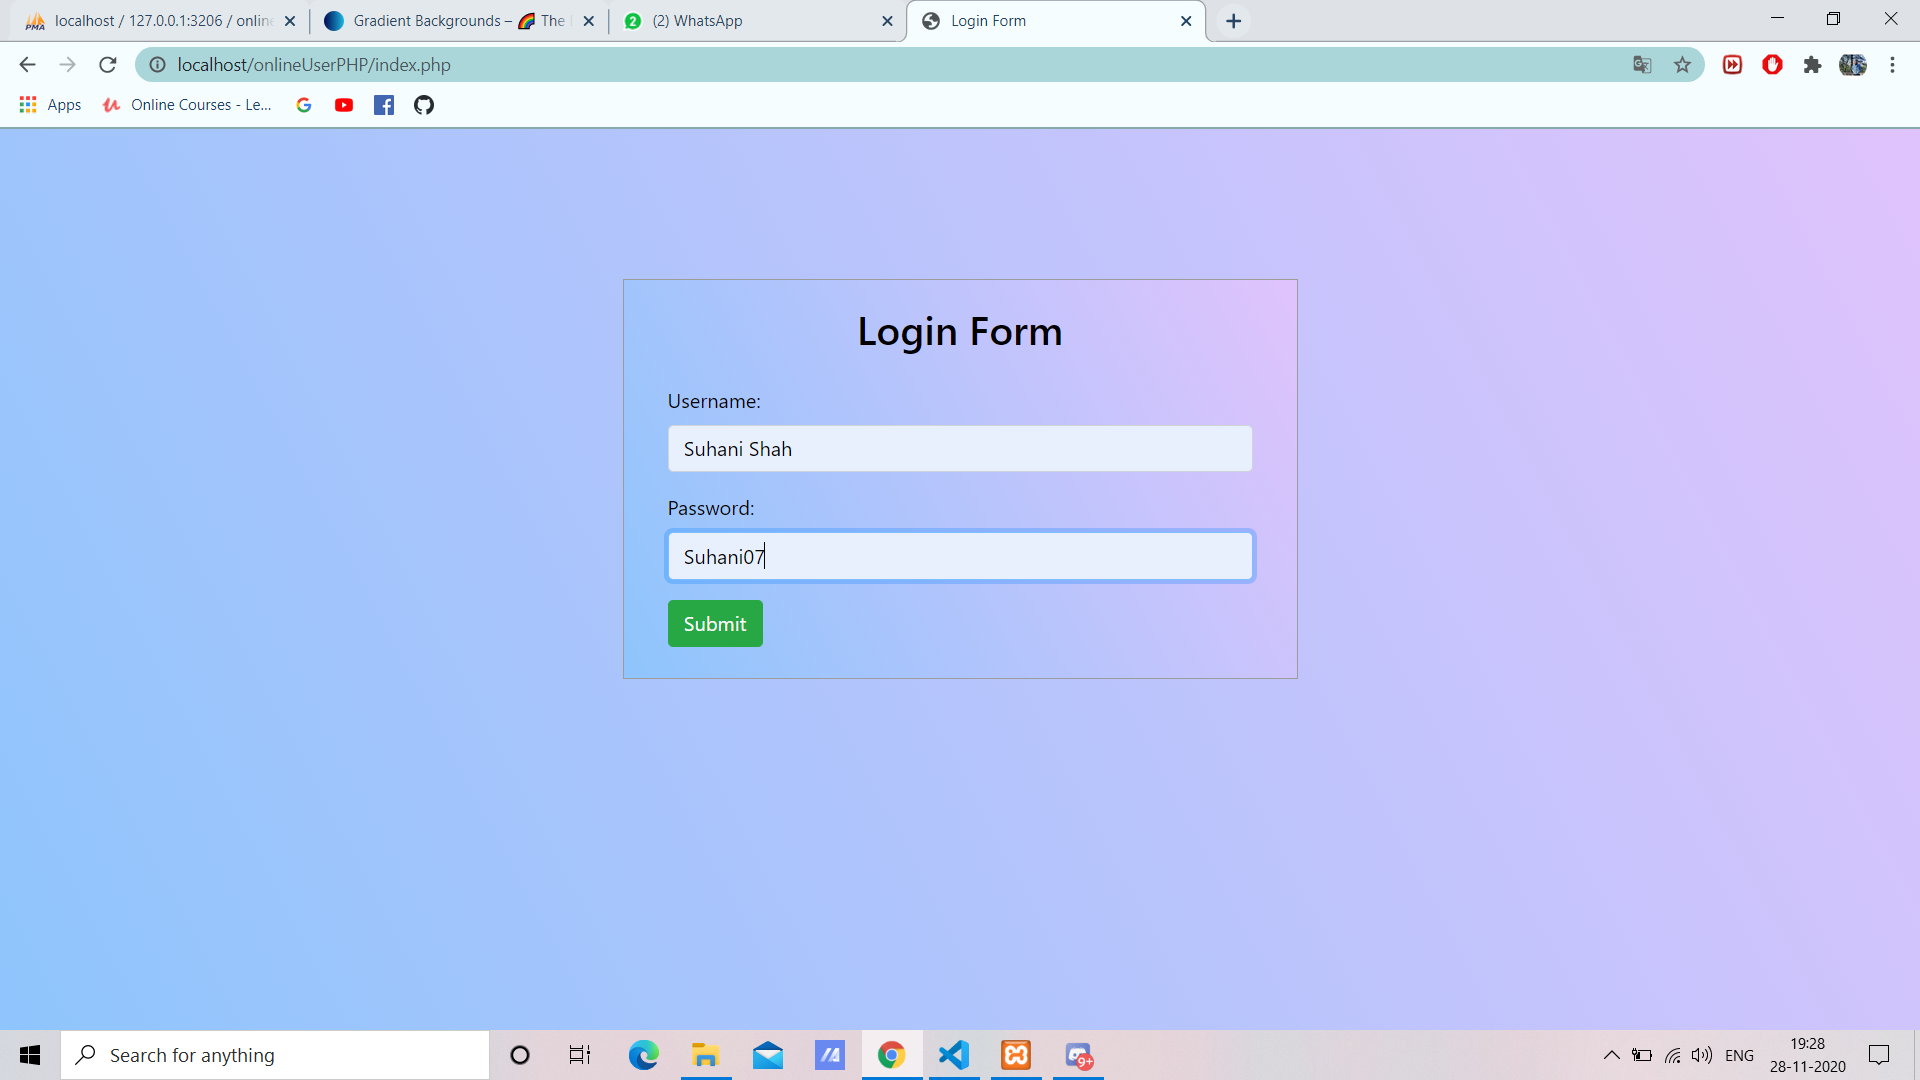 localhost / 127.0.0.1:3206 / onlin
Gradient Backgrounds – 🌈 The
(2) WhatsApp
Login Form
localhost/onlineUserPHP/index.php
Apps
Online Courses - Le...
Login Form
Username:
Suhani Shah
Password:
Suhani07
Submit
Search for anything
9+
ENG
19:28
28-11-2020